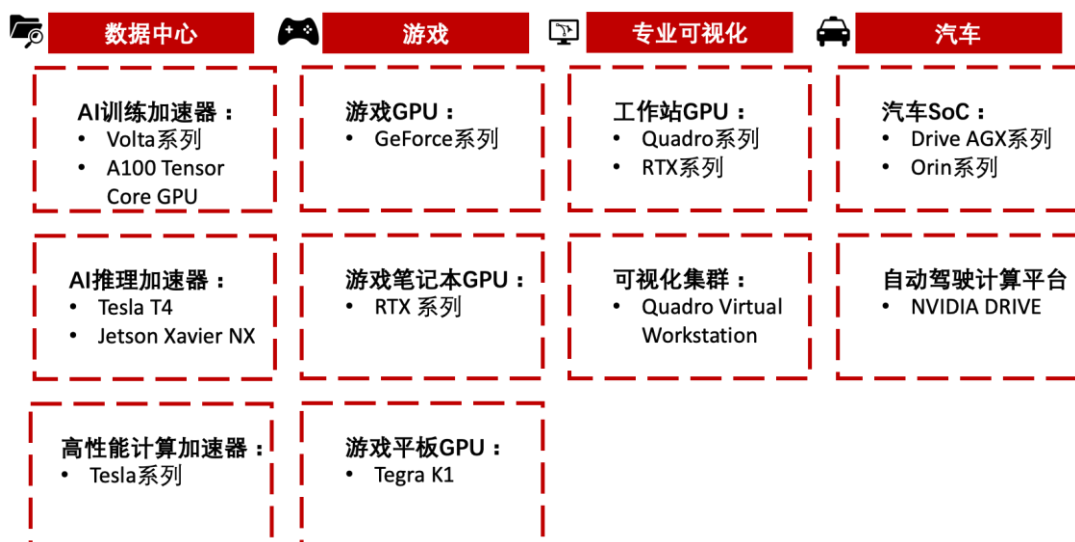 数据中心
游戏
专业可视化
汽车
AI训练加速器：
• Volta系列
• A100 Tensor
Core GPU
游戏GPU：
• GeForce系列
工作站GPU：
• Quadro系列
• RTX系列
汽车SoC：
• Drive AGX系列
• Orin系列
AI推理加速器：
• Tesla T4
• Jetson Xavier NX
游戏笔记本GPU：
• RTX 系列
可视化集群：
• Quadro Virtual
Workstation
自动驾驶计算平台
• NVIDIA DRIVE
高性能计算加速器：
• Tesla系列
游戏平板GPU：
• Tegra K1